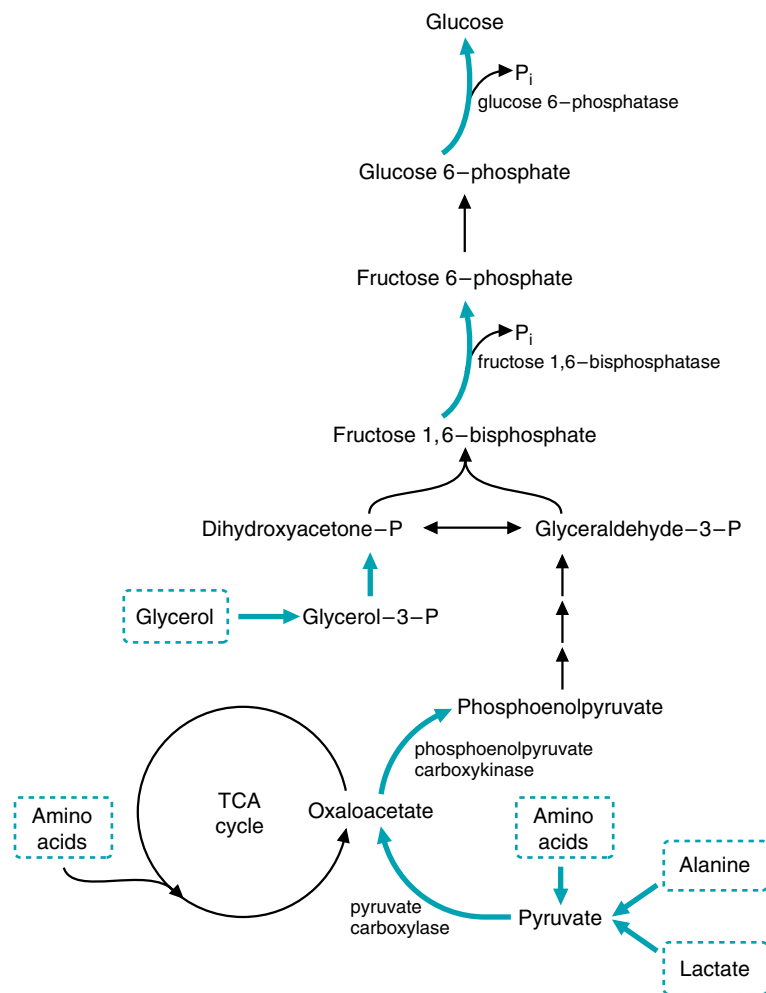 Glucose
Pi
glucose 6–phosphatase
Glucose 6–phosphate
Fructose 6–phosphate
Pi
fructose 1,6–bisphosphatase
Fructose 1,6–bisphosphate
Dihydroxyacetone–P
Glyceraldehyde–3–P
Glycerol
Glycerol–3–P
Phosphoenolpyruvate
phosphoenolpyruvate
carboxykinase
Amino
acids
TCA
cycle
Oxaloacetate
Amino
acids
Alanine
pyruvate
carboxylase
Pyruvate
Lactate